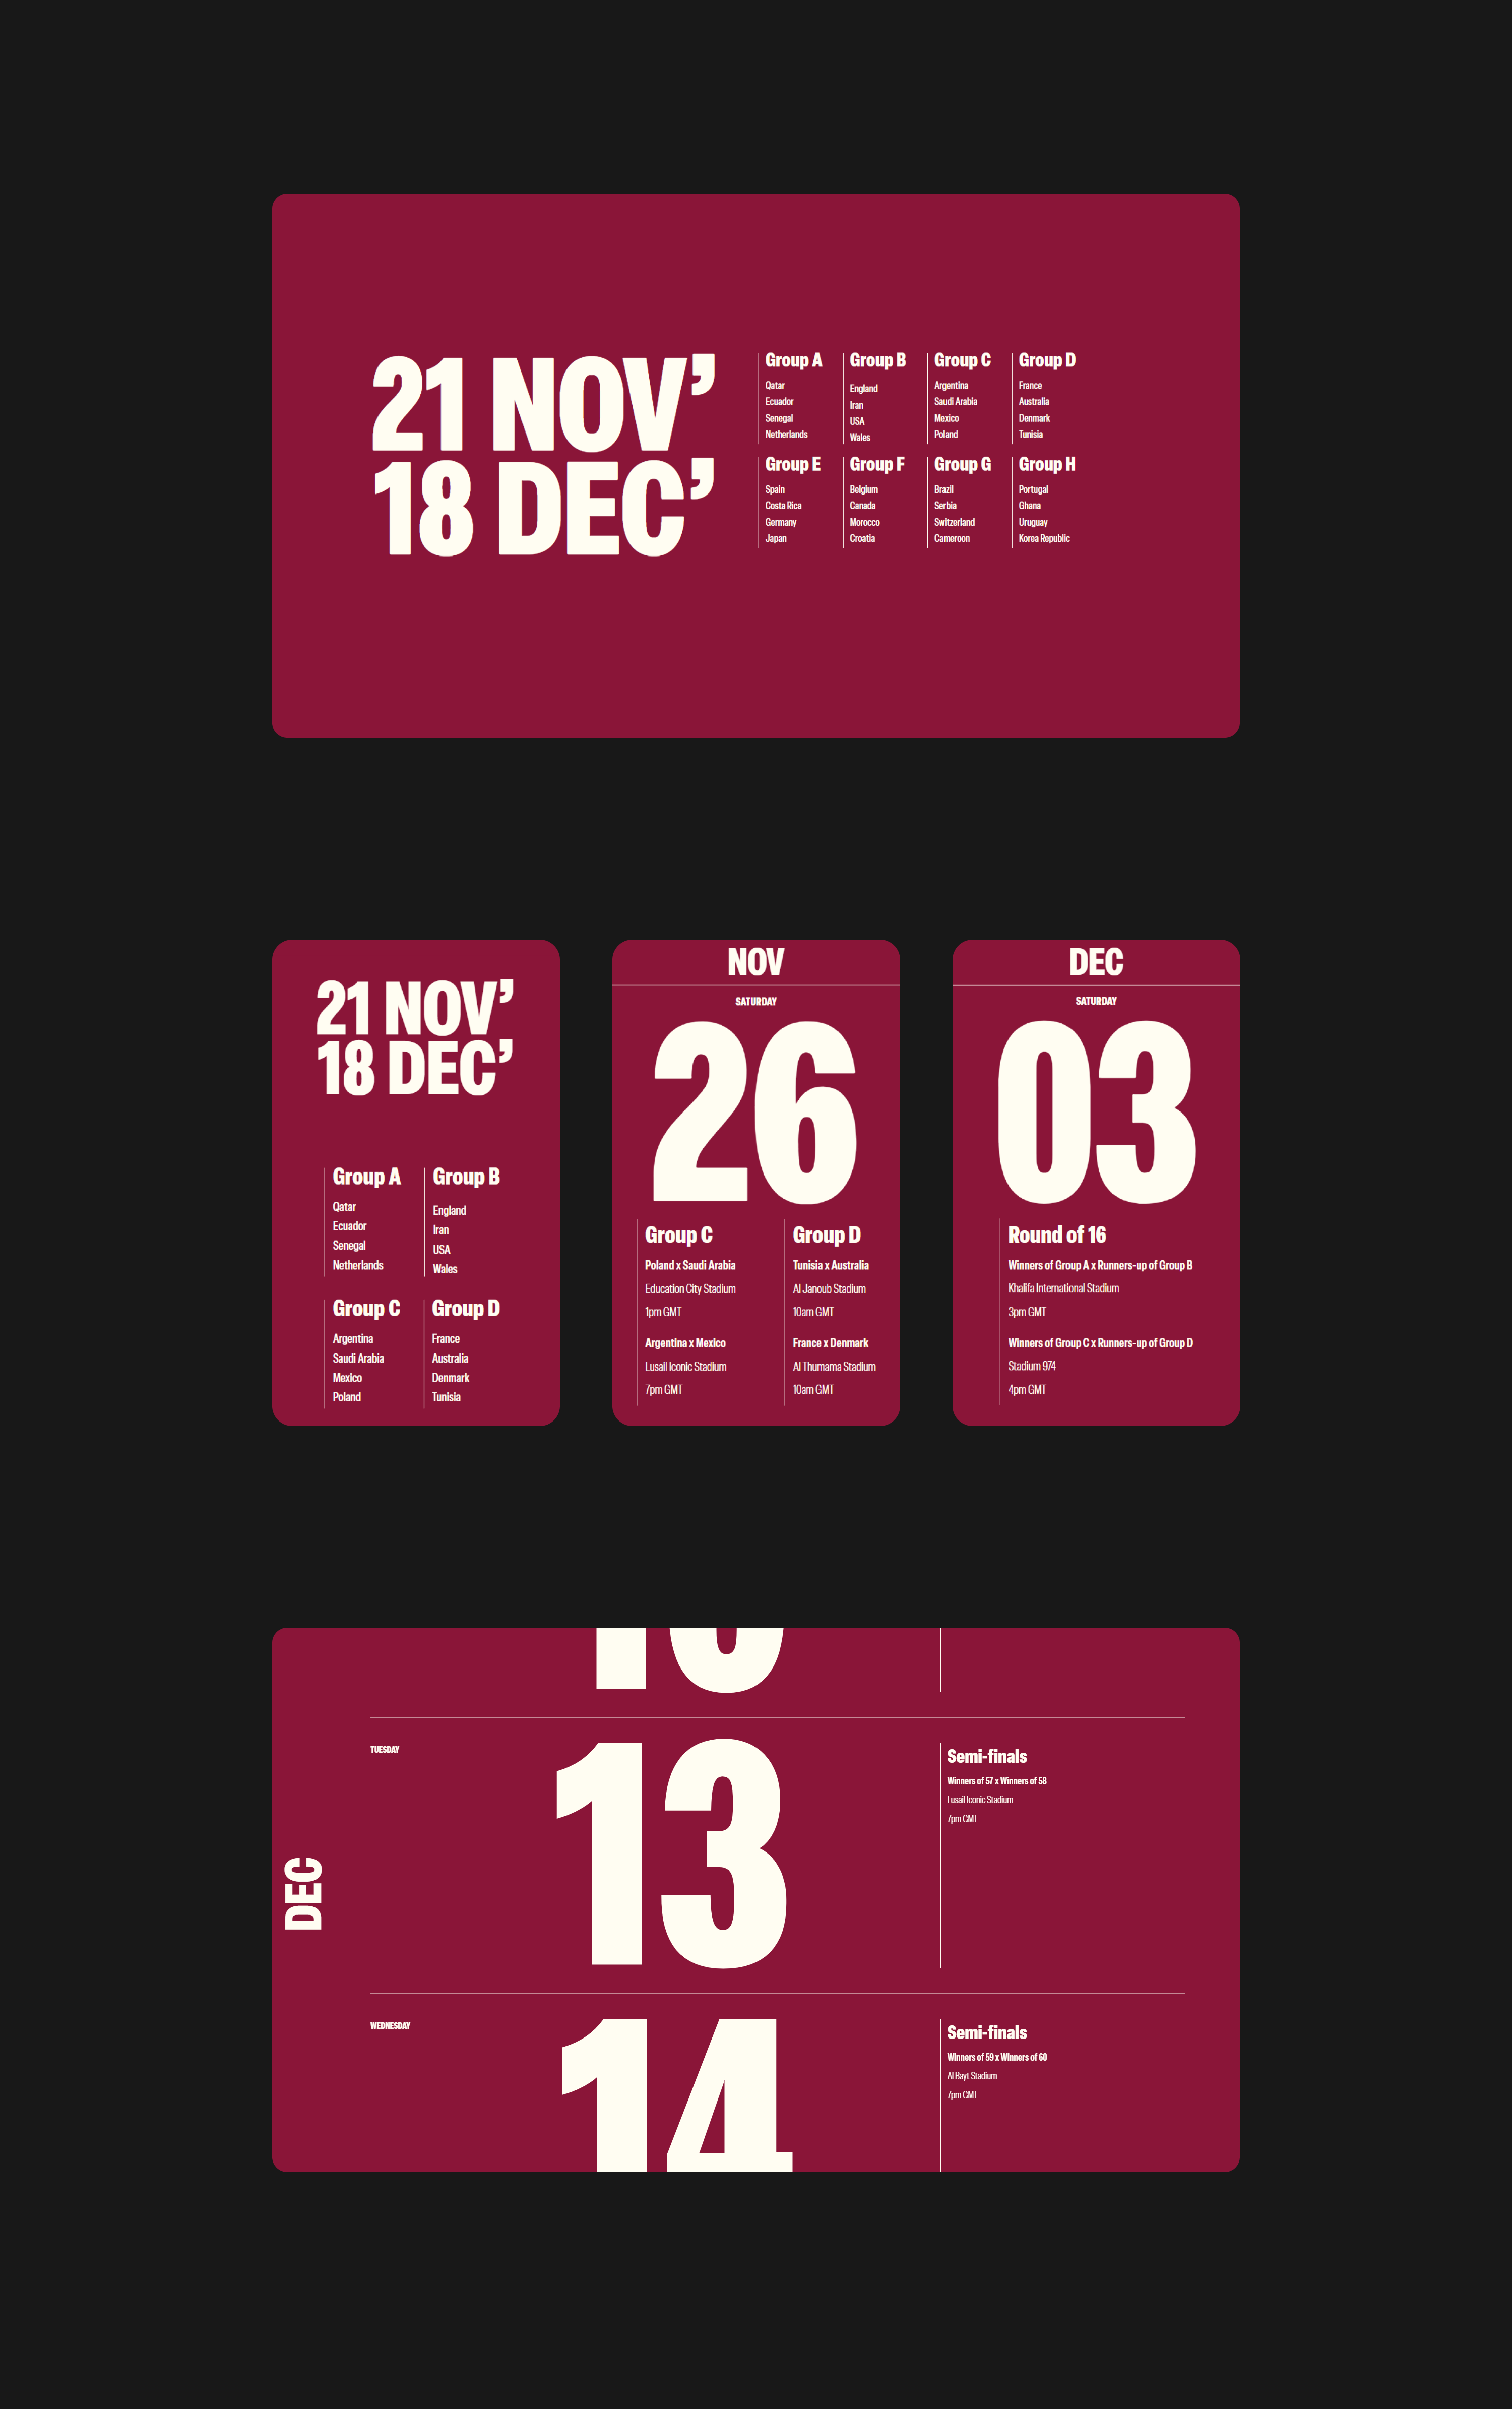 21 NOV’
18 DEC’
Group A
Qatar
Ecuador
Senegal
Netherlands
Group B
England
Iran
USA
Wales
Group C
Argentina
Saudi Arabia
Mexico
Poland
Group D
France
Australia
Denmark
Tunisia
Group E
Spain
Costa Rica
Germany
Japan
Group F
Belgium
Canada
Morocco
Croatia
Group G
Brazil
Serbia
Switzerland
Cameroon
Group H
Portugal
Ghana
Uruguay
Korea Republic
21 NOV’
18 DEC’
Group A
Qatar
Ecuador
Senegal
Netherlands
Group B
England
Iran
USA
Wales
Group C
Argentina
Saudi Arabia
Mexico
Poland
Group D
France
Australia
Denmark
Tunisia
NOV
SATURDAY
26
Group C
Poland x Saudi Arabia
Education City Stadium
1pm GMT
Argentina x Mexico
Lusail Iconic Stadium
7pm GMT
Group D
Tunisia x Australia
Al Janoub Stadium
10am GMT
France x Denmark
Al Thumama Stadium
10am GMT
DEC
SATURDAY
03
Round of 16
Winners of Group A x Runners-up of Group B
Khalifa International Stadium
3pm GMT
Winners of Group C x Runners-up of Group D
Stadium 974
4pm GMT
DEC
TUESDAY
13
Semi-finals
Winners of 57 x Winners of 58
Lusail Iconic Stadium
7pm GMT
WEDNESDAY
14
Semi-finals
Winners of 59 x Winners of 60
Al Bayt Stadium
7pm GMT